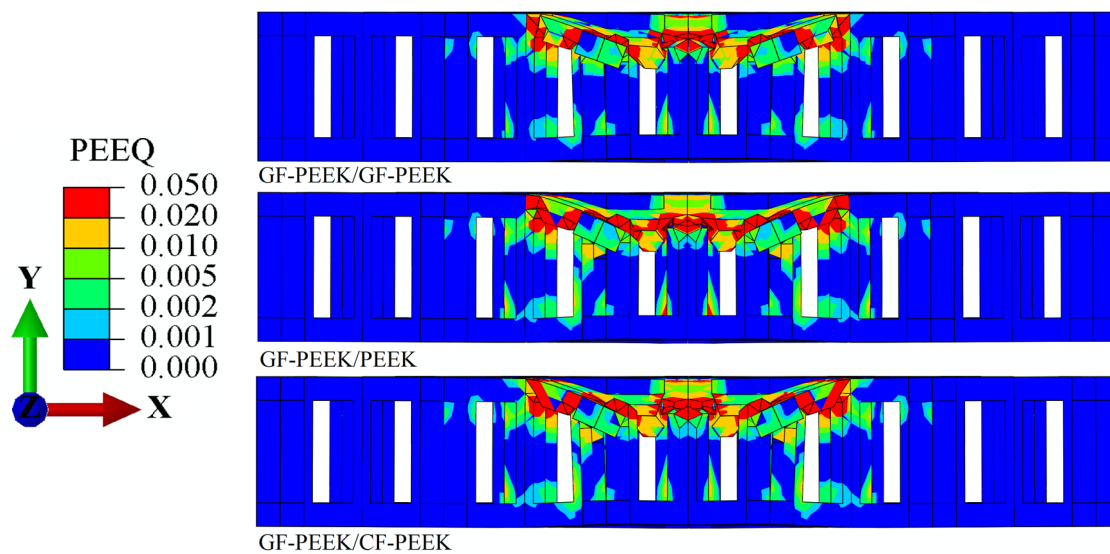 PEEQ
0.050
0.020
0.010
0.005
0.002
0.001
0.000
Y
Z
X
GF-PEEK/GF-PEEK
GF-PEEK/PEEK
GF-PEEK/CF-PEEK